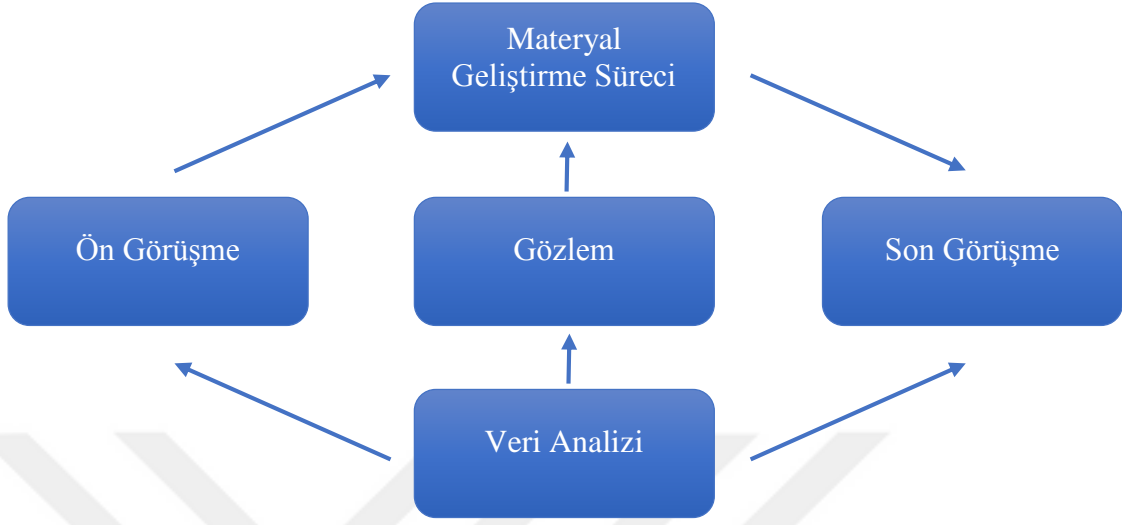 Materyal
Geliştirme Süreci
Ön Görüşme
Gözlem
Son Görüşme
Veri Analizi